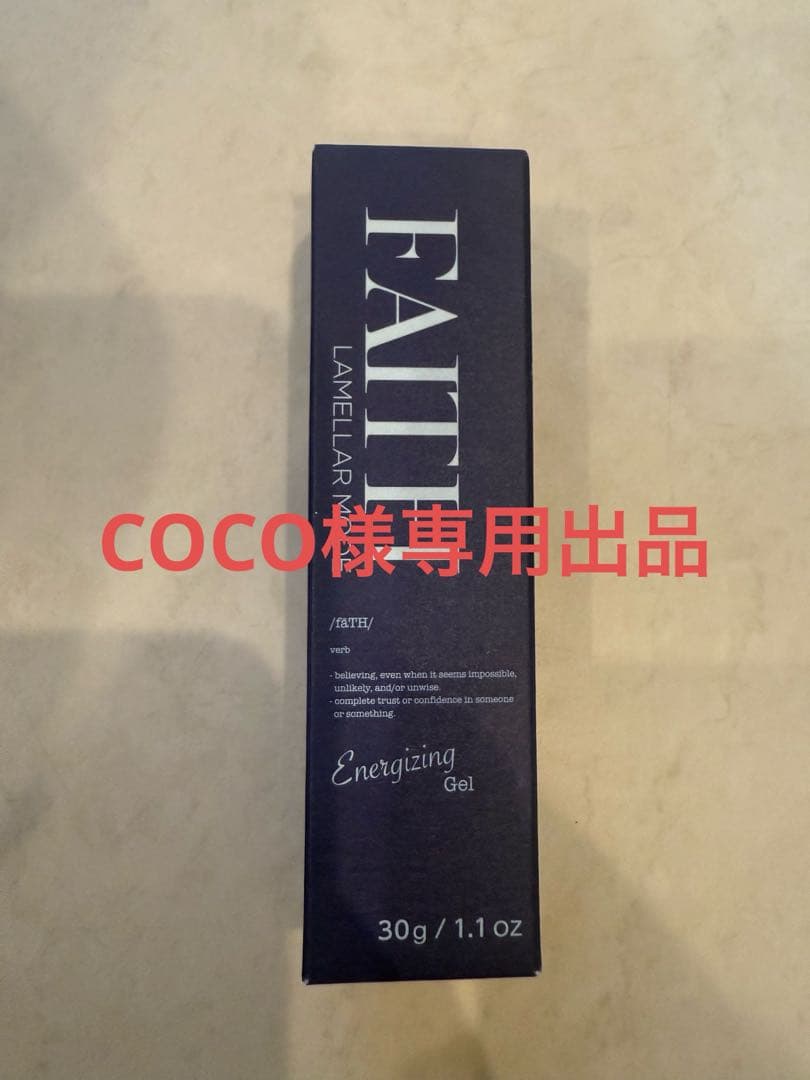 FAITH
LAMELLAR MODE
COCO様専用出品
/fāTH/
verb
- believing, even when it seems impossible,
unlikely, and/or unwise.
- complete trust or confidence in someone
or something.
Energizing
Gel
30g / 1.1 oz